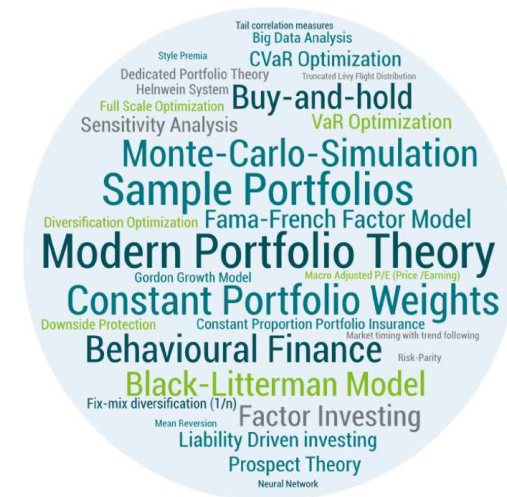 Tail correlation measures
Big Data Analysis
Style Premia
CVaR Optimization
Dedicated Portfolio Theory
Truncated Lévy Flight Distribution
Helnwein System
Buy-and-hold
Full Scale Optimization
Sensitivity Analysis
VaR Optimization
Monte-Carlo-Simulation
Sample Portfolios
Diversification Optimization
Fama-French Factor Model
Modern Portfolio Theory
Gordon Growth Model
Macro Adjusted P/E (Price /Earning)
Constant Portfolio Weights
Downside Protection
Constant Proportion Portfolio Insurance
Market timing with trend following
Behavioural Finance
Risk-Parity
Black-Litterman Model
Fix-mix diversification (1/n)
Factor Investing
Mean Reversion
Liability Driven investing
Prospect Theory
Neural Network